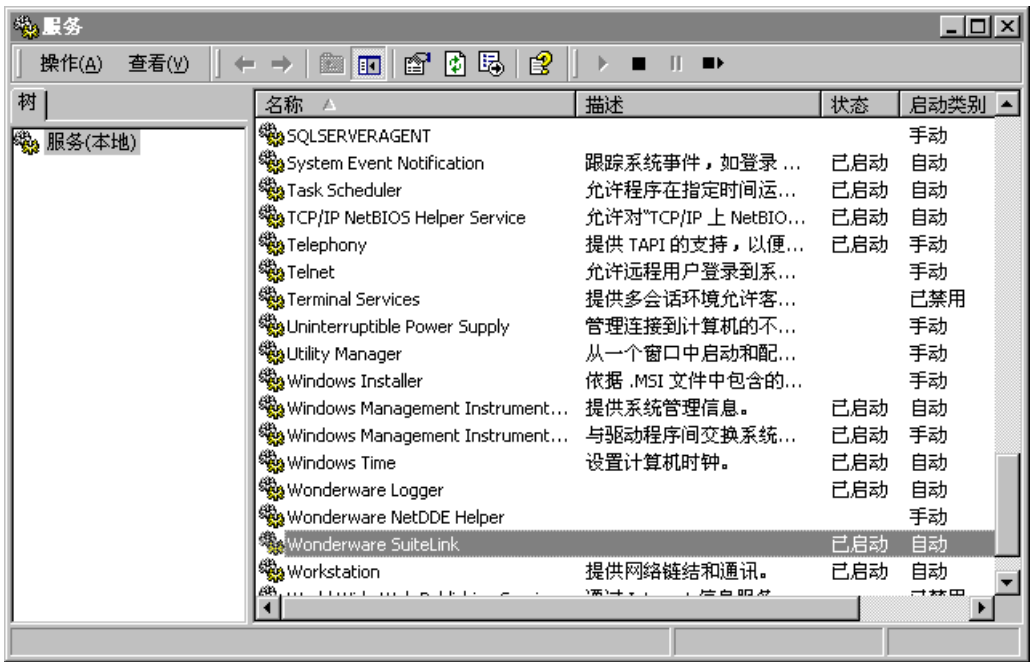 服务
操作(A) 查看(V)
树
服务(本地)
名称 描述 状态 启动类别
SQLSERVERAGENT 手动
System Event Notification 跟踪系统事件，如登录 ... 已启动 自动
Task Scheduler 允许程序在指定时间运... 已启动 自动
TCP/IP NetBIOS Helper Service 允许对"TCP/IP 上 NetBIO... 已启动 自动
Telephony 提供 TAPI 的支持，以便... 已启动 手动
Telnet 允许远程用户登录到系... 手动
Terminal Services 提供多会话环境允许客... 已禁用
Uninterruptible Power Supply 管理连接到计算机的不... 手动
Utility Manager 从一个窗口中启动和配... 手动
Windows Installer 依据 .MSI 文件中包含的... 手动
Windows Management Instrument... 提供系统管理信息。 已启动 自动
Windows Management Instrument... 与驱动程序间交换系统... 已启动 手动
Windows Time 设置计算机时钟。 已启动 自动
Wonderware Logger 已启动 自动
Wonderware NetDDE Helper 手动
Wonderware SuiteLink 已启动 自动
Workstation 提供网络链结和通讯。 已启动 自动